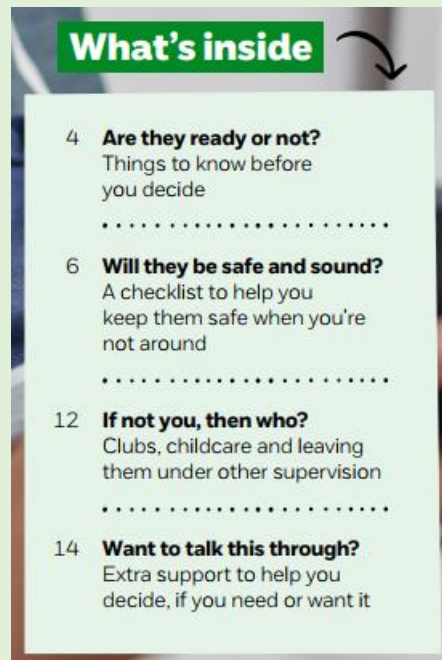 What's inside
4 Are they ready or not?
Things to know before
you decide
6 Will they be safe and sound?
A checklist to help you
keep them safe when you're
not around
12 If not you, then who?
Clubs, childcare and leaving
them under other supervision
14 Want to talk this through?
Extra support to help you
decide, if you need or want it